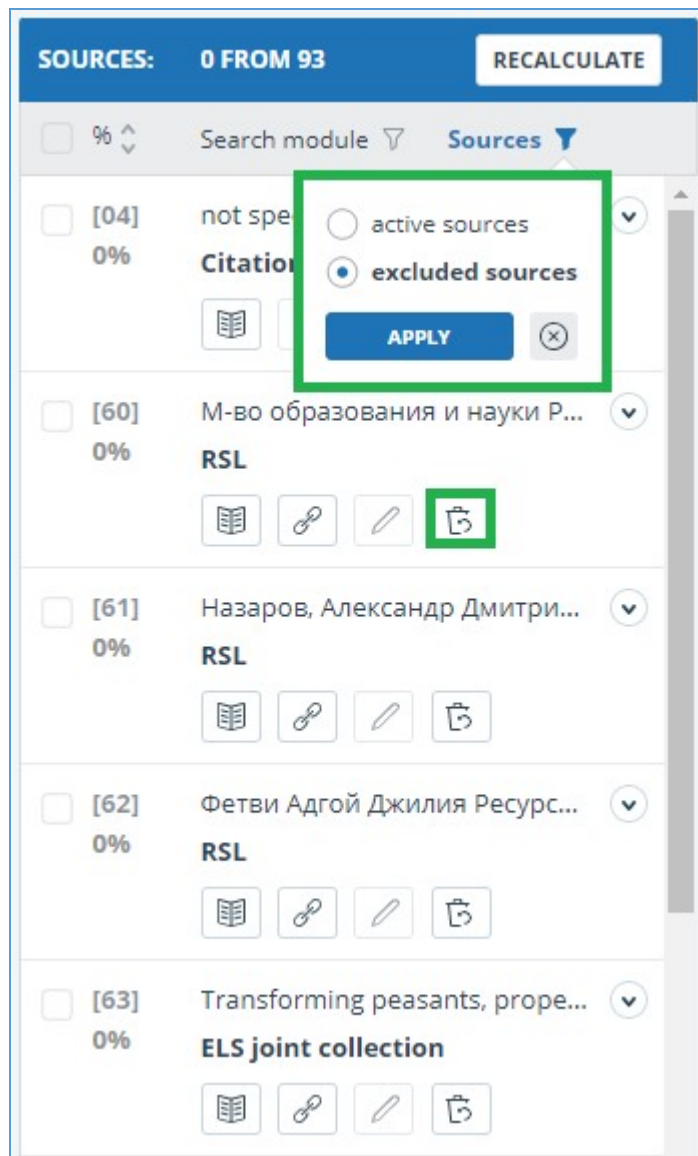 SOURCES: 0 FROM 93 RECALCULATE
% Search module Sources
[04] not spe
0% Citation
active sources
excluded sources
APPLY
[60] М-во образования и науки Р...
0% RSL
[61] Назаров, Александр Дмитри...
0% RSL
[62] Фетви Адгой Джилия Ресурс...
0% RSL
[63] Transforming peasants, prope...
0% ELS joint collection